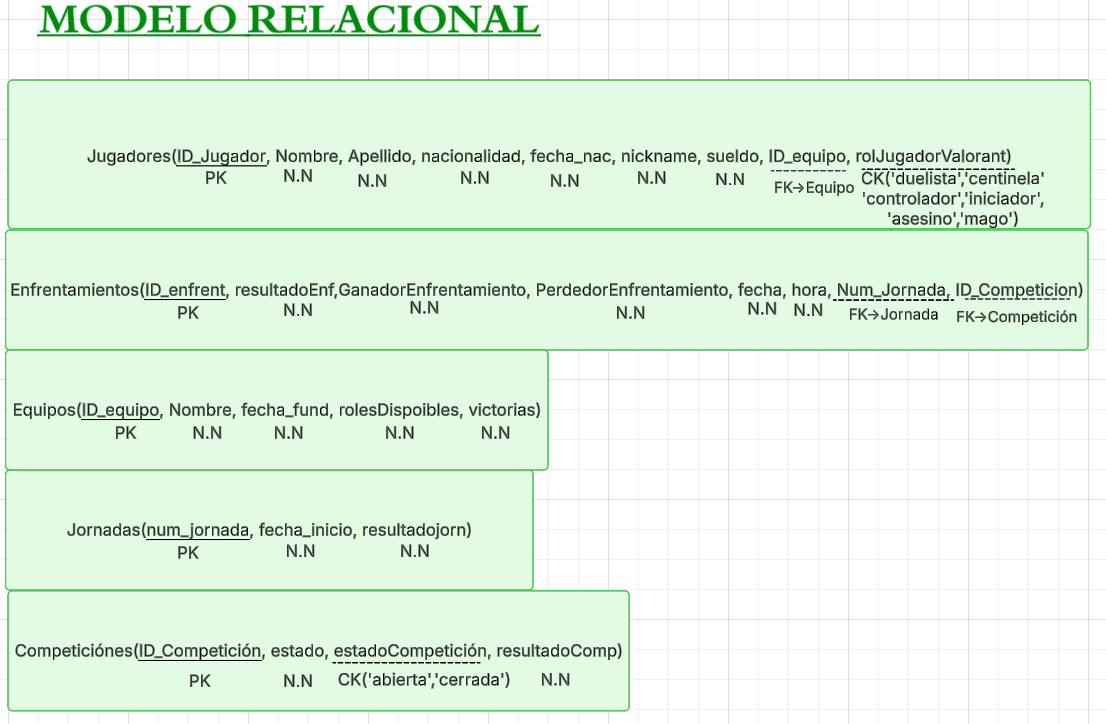 MODELO RELACIONAL
Jugadores(ID_Jugador, Nombre, Apellido, nacionalidad, fecha_nac, nickname, sueldo, ID_equipo, rolJugadorValorant)
PK N.N N.N N.N N.N N.N N.N FK→Equipo CK('duelista','centinela'
'controlador','iniciador',
'asesino','mago')
Enfrentamientos(ID_enfrent, resultadoEnf,GanadorEnfrentamiento, PerdedorEnfrentamiento, fecha, hora, Num_Jornada, ID_Competicion)
PK N.N N.N N.N N.N N.N FK→Jornada FK→Competición
Equipos(ID_equipo, Nombre, fecha_fund, rolesDispoibles, victorias)
PK N.N N.N N.N N.N
Jornadas(num_jornada, fecha_inicio, resultadojorn)
PK N.N N.N
Competiciónes(ID_Competición, estado, estadoCompetición, resultadoComp)
PK N.N CK('abierta','cerrada') N.N